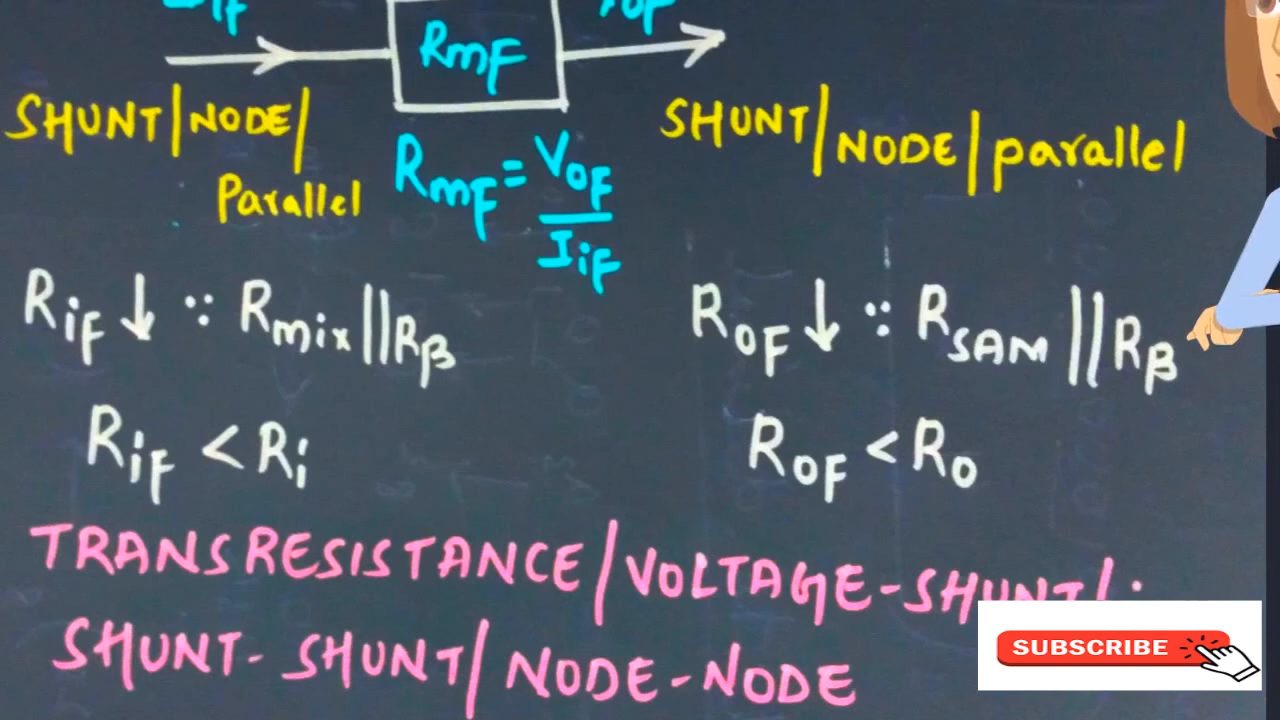 RmF
SHUNT/NODE/
Parallel
RmF = VOF
IiF
SHUNT/NODE/parallel
RiF ↓ ∵ Rmix||Rβ
ROF ↓ ∵ RSAM||Rβ
RiF < Ri
ROF < RO
TRANSRESISTANCE/VOLTAGE-SHUNT/
SHUNT-SHUNT/NODE-NODE
SUBSCRIBE